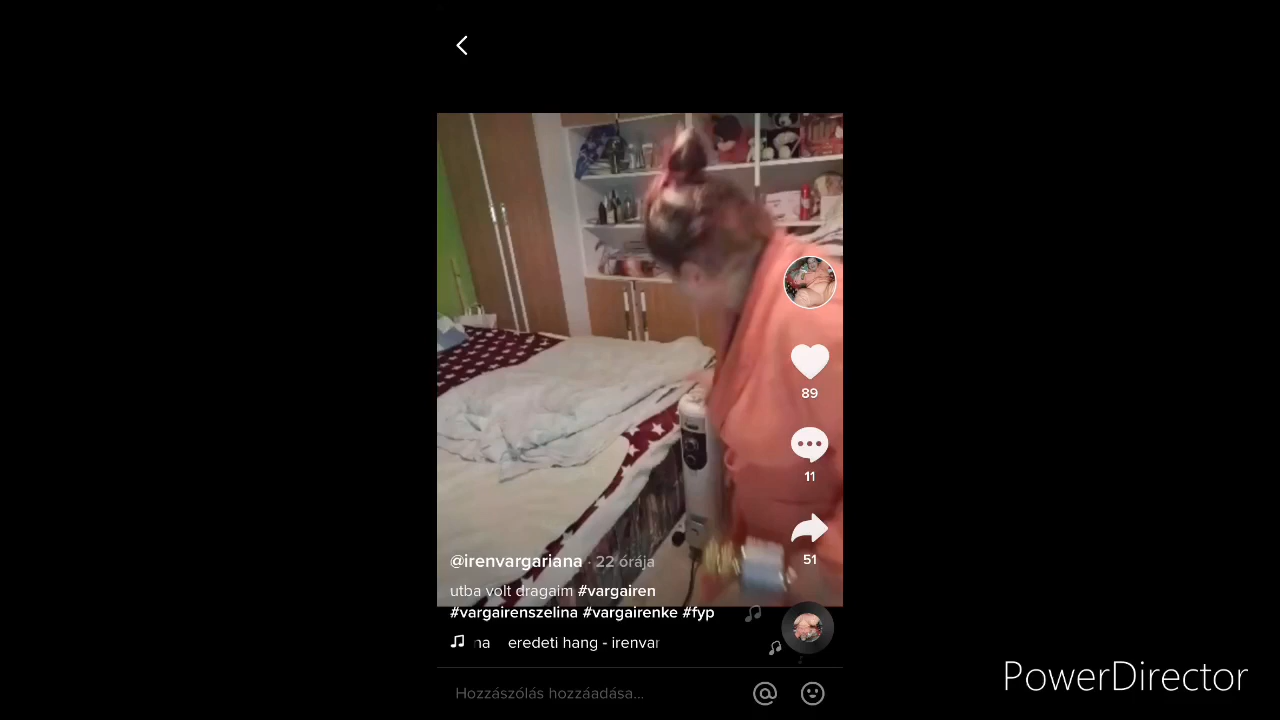 89
11
51
@irenvargariana · 22 órája
utba volt dragaim #vargairen
#vargairenszelina #vargairenke #fyp
na eredeti hang - irenvar
Hozzászólás hozzáadása...
PowerDirector